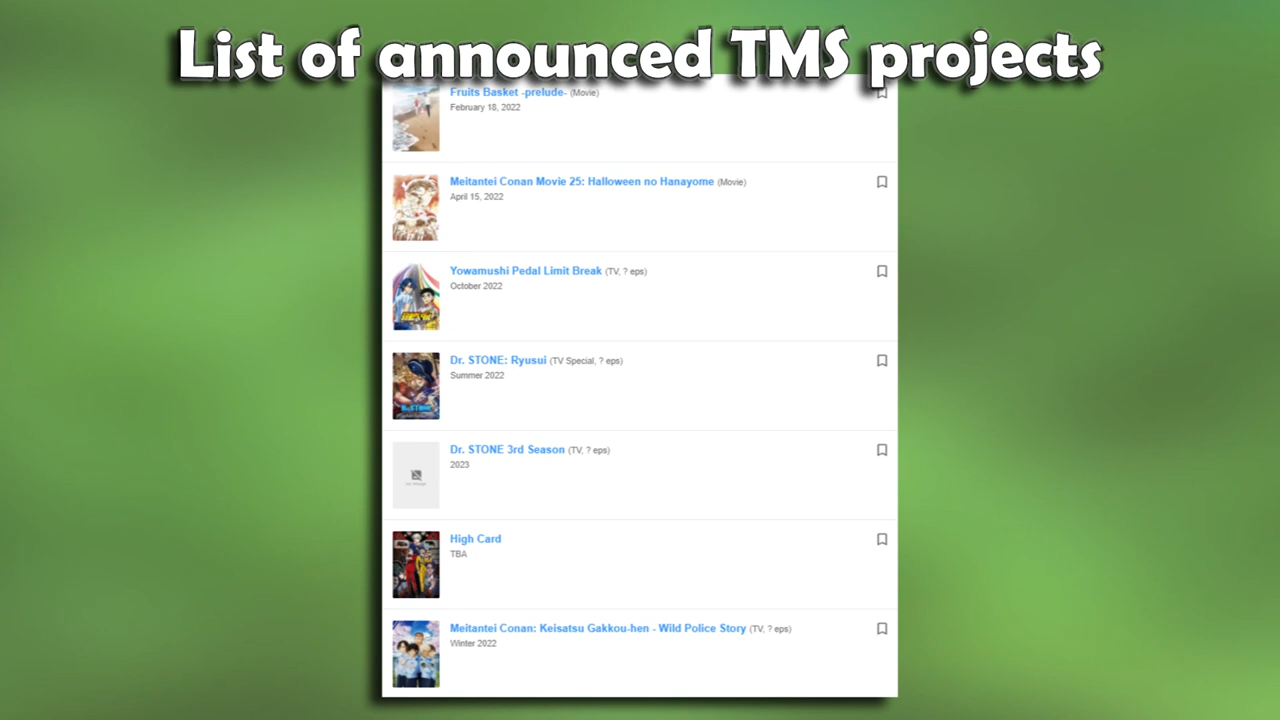 List of announced TMS projects
Fruits Basket -prelude- (Movie)
February 18, 2022
Meitantei Conan Movie 25: Halloween no Hanayome (Movie)
April 15, 2022
Yowamushi Pedal Limit Break (TV, ? eps)
October 2022
Dr. STONE: Ryusui (TV Special, ? eps)
Summer 2022
Dr. STONE
Dr. STONE 3rd Season (TV, ? eps)
2023
High Card
TBA
Meitantei Conan: Keisatsu Gakkou-hen - Wild Police Story (TV, ? eps)
Winter 2022